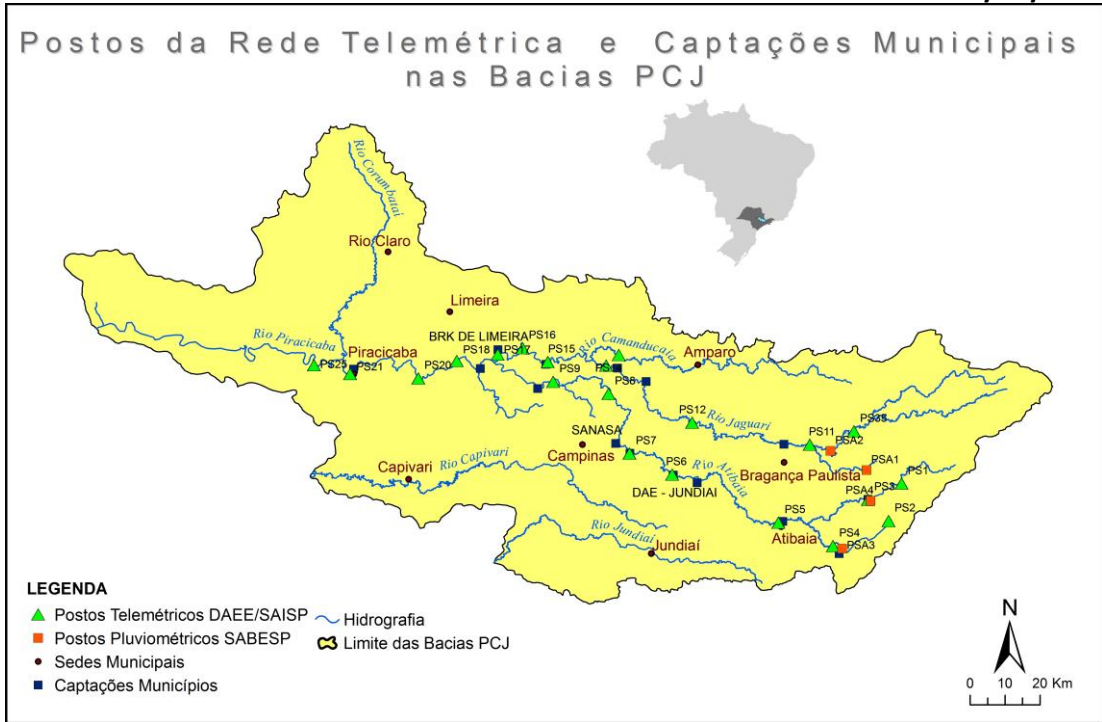 Postos da Rede Telemétrica e Captações Municipais
nas Bacias PCJ
Rio Corumbataí
Rio Claro
Limeira
BRK DE LIMEIRA
PS16
PS18
PS17
PS15
Rio Camanducaia
Amparo
Rio Piracicaba
Piracicaba
PS23
PS21
PS20
PS9
PS8
PS12
Rio Jaguari
PS38
PS11
PSA2
SANASA
PS7
Campinas
Bragança Paulista
PSA1
PS1
Capivari
Rio Capivari
PS6
Rio Atibaia
DAE - JUNDIAI
PSA4
PS3
PS2
PS5
Atibaia
PS4
PSA3
Rio Jundiaí
Jundiaí
LEGENDA
Postos Telemétricos DAEE/SAISP
Hidrografia
Postos Pluviométricos SABESP
Limite das Bacias PCJ
Sedes Municipais
Captações Municípios
N
0 10 20 Km